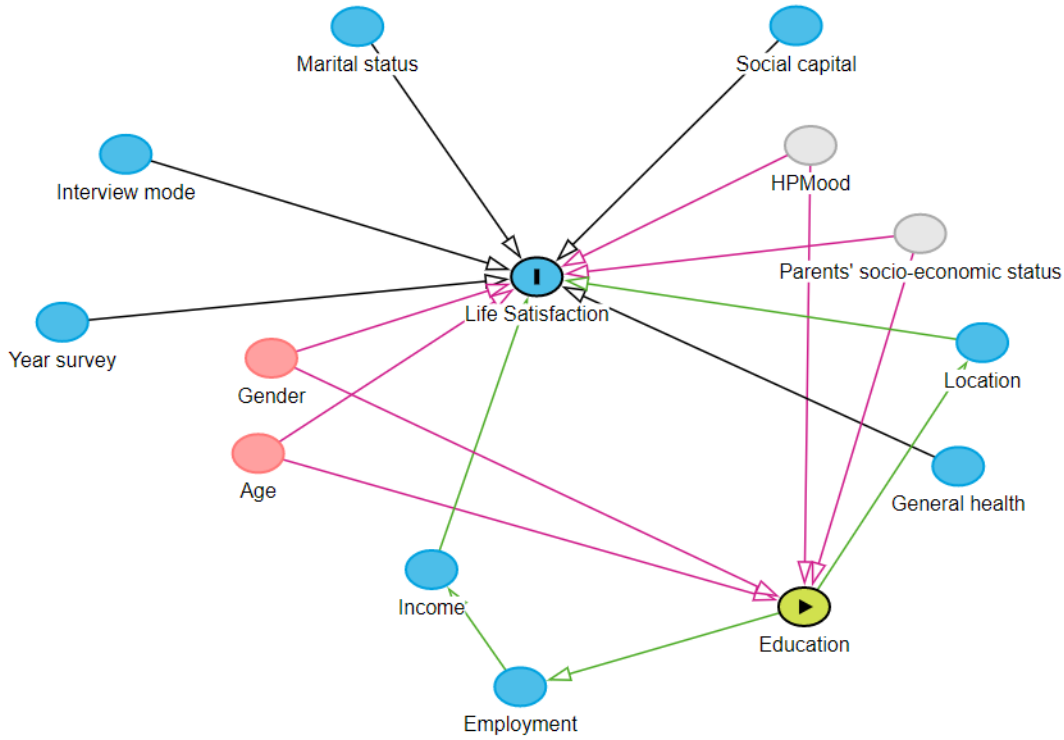 Marital status
Social capital
Interview mode
HPMood
Parents' socio-economic status
Life Satisfaction
Year survey
Gender
Location
Age
General health
Income
Education
Employment